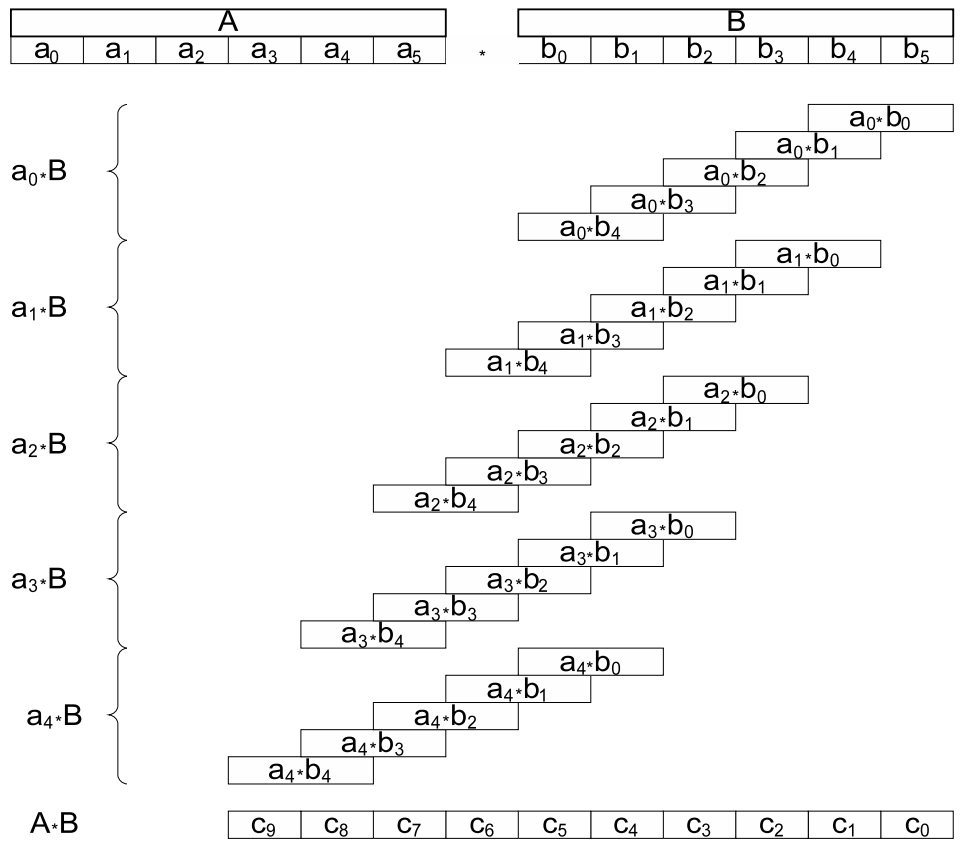 A B
a₀ a₁ a₂ a₃ a₄ a₅ * b₀ b₁ b₂ b₃ b₄ b₅
a₀*b₀
a₀*b₁
a₀*B a₀*b₂
a₀*b₃
a₀*b₄
a₁*b₀
a₁*b₁
a₁*B a₁*b₂
a₁*b₃
a₁*b₄
a₂*b₀
a₂*b₁
a₂*B a₂*b₂
a₂*b₃
a₂*b₄
a₃*b₀
a₃*b₁
a₃*B a₃*b₂
a₃*b₃
a₃*b₄
a₄*b₀
a₄*b₁
a₄*B a₄*b₂
a₄*b₃
a₄*b₄
A*B c₉ c₈ c₇ c₆ c₅ c₄ c₃ c₂ c₁ c₀